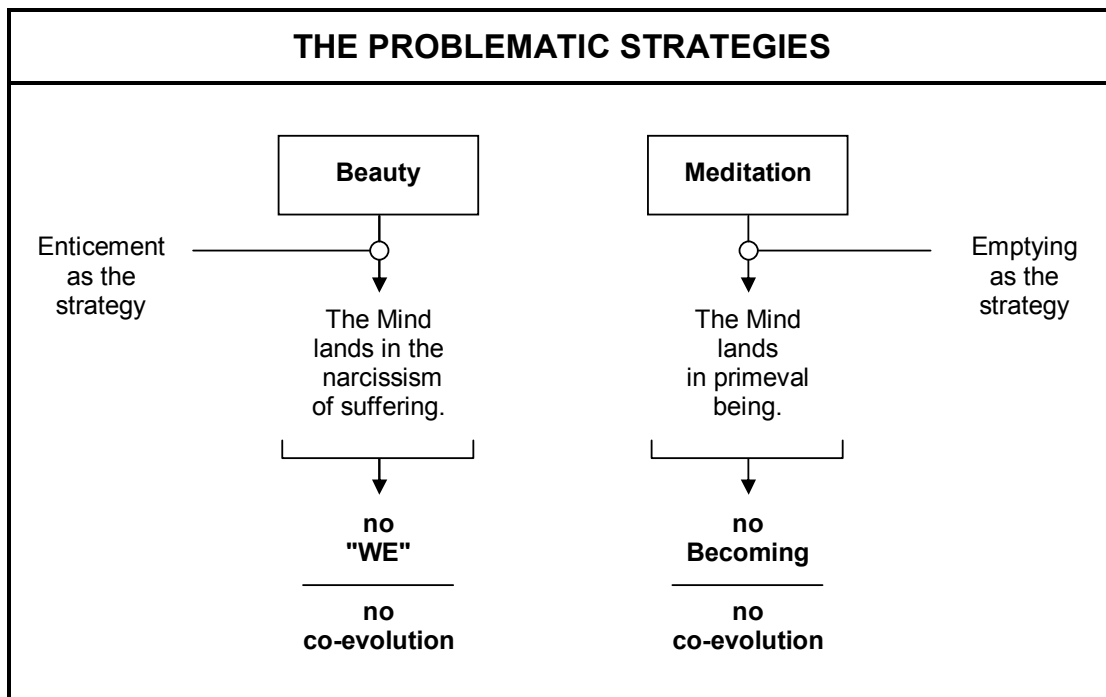 THE PROBLEMATIC STRATEGIES
Beauty
Enticement
as the
strategy
The Mind
lands in the
narcissism
of suffering.
no
"WE"
no
co-evolution
Meditation
Emptying
as the
strategy
The Mind
lands
in primeval
being.
no
Becoming
no
co-evolution